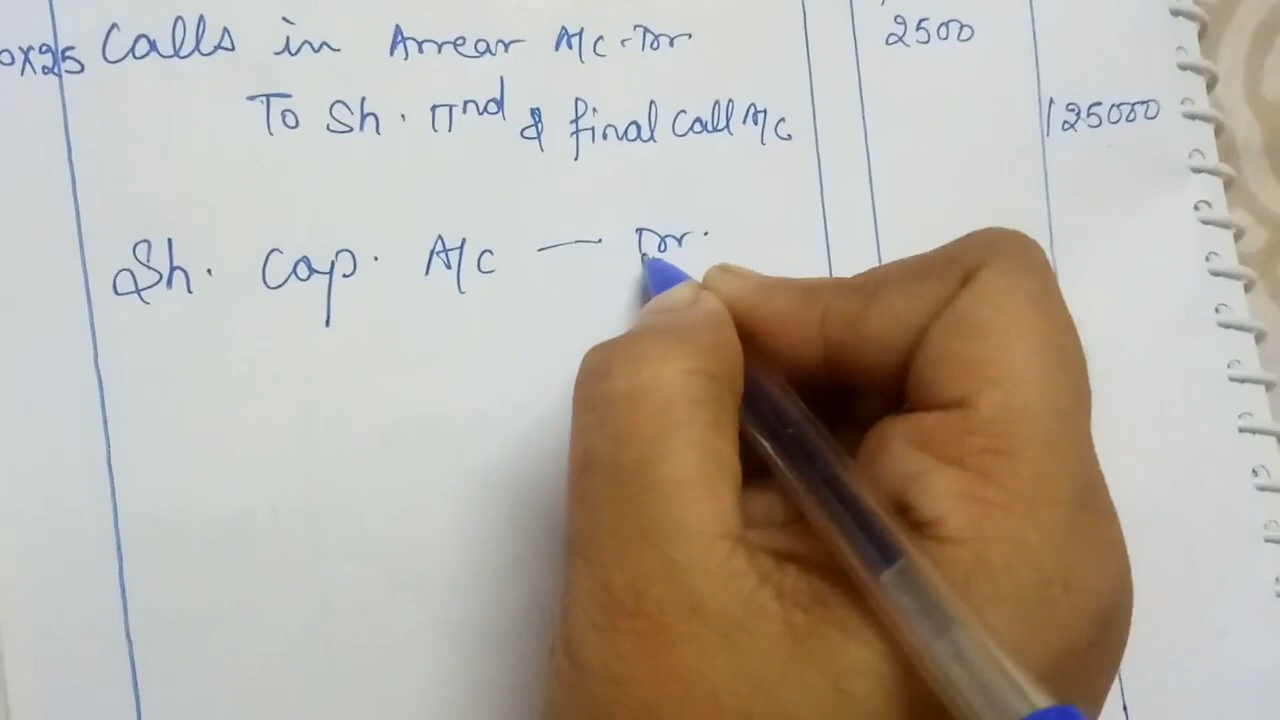 0x25 Calls in Arrear A/c - Dr 2500
To Sh. IInd & final Call A/c 125000
Sh. Cap. A/c — Dr.